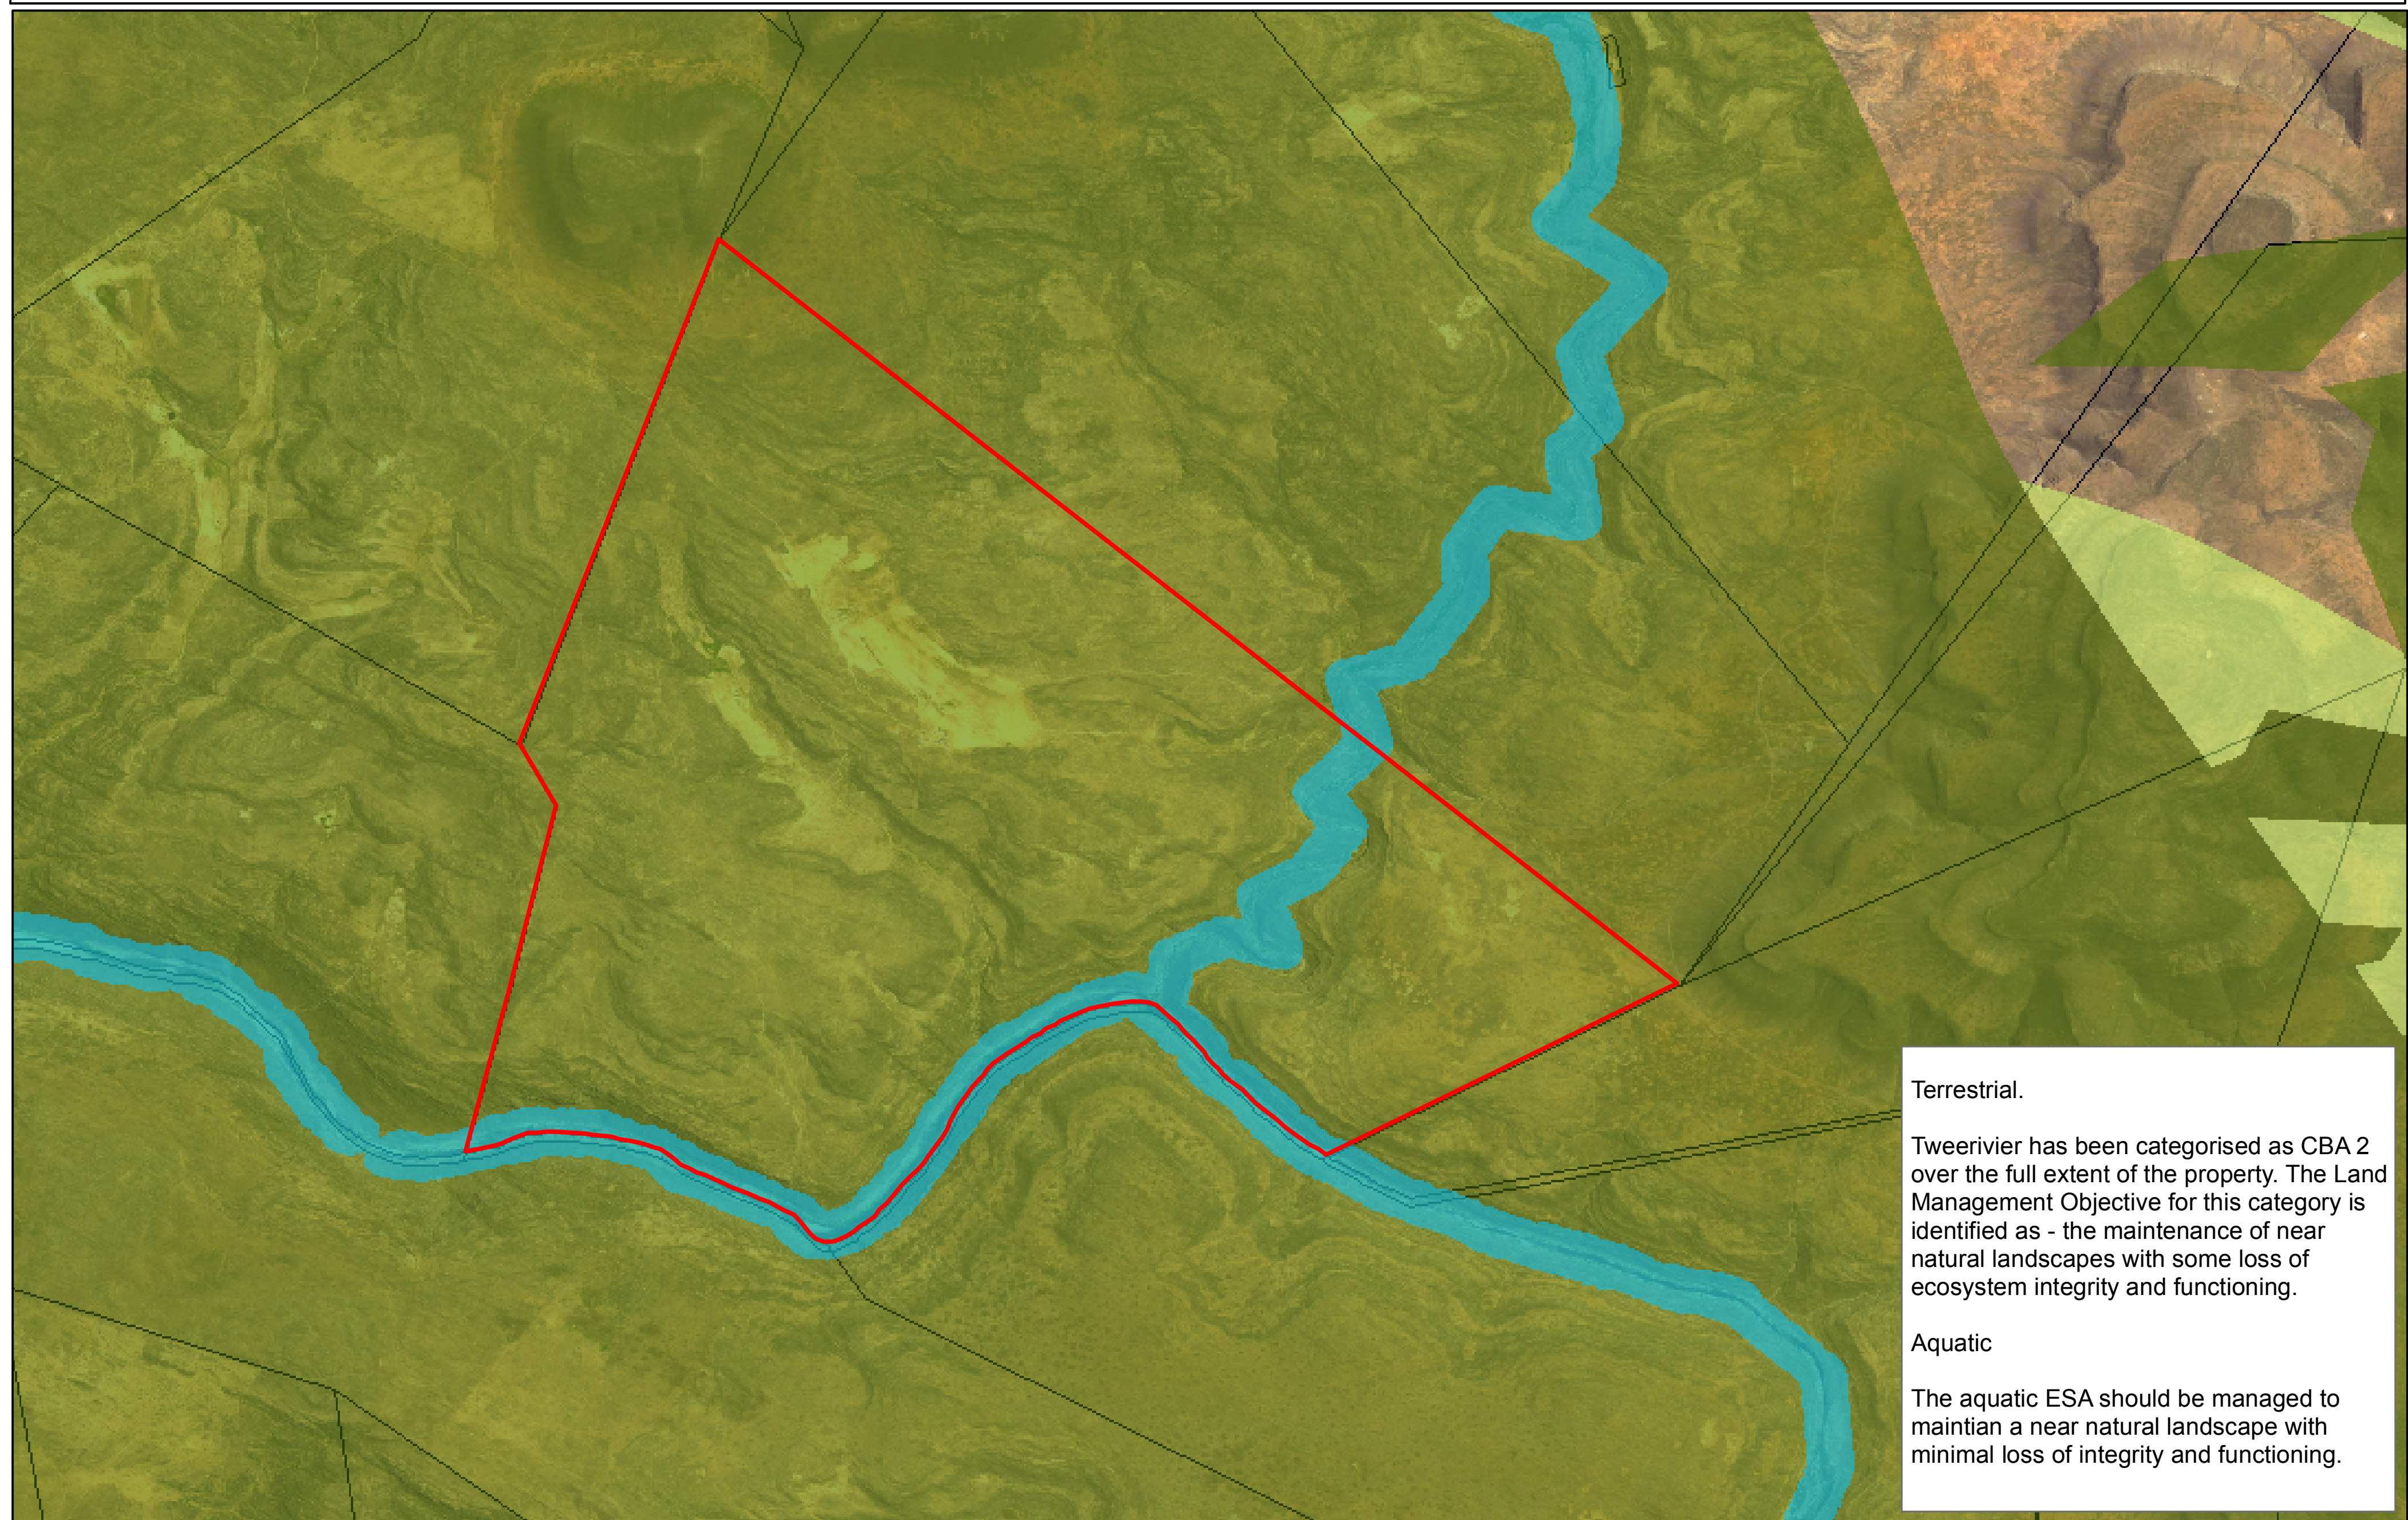 Terrestrial.
Tweerivier has been categorised as CBA 2
over the full extent of the property. The Land
Management Objective for this category is
identified as - the maintenance of near
natural landscapes with some loss of
ecosystem integrity and functioning.
Aquatic
The aquatic ESA should be managed to
maintian a near natural landscape with
minimal loss of integrity and functioning.